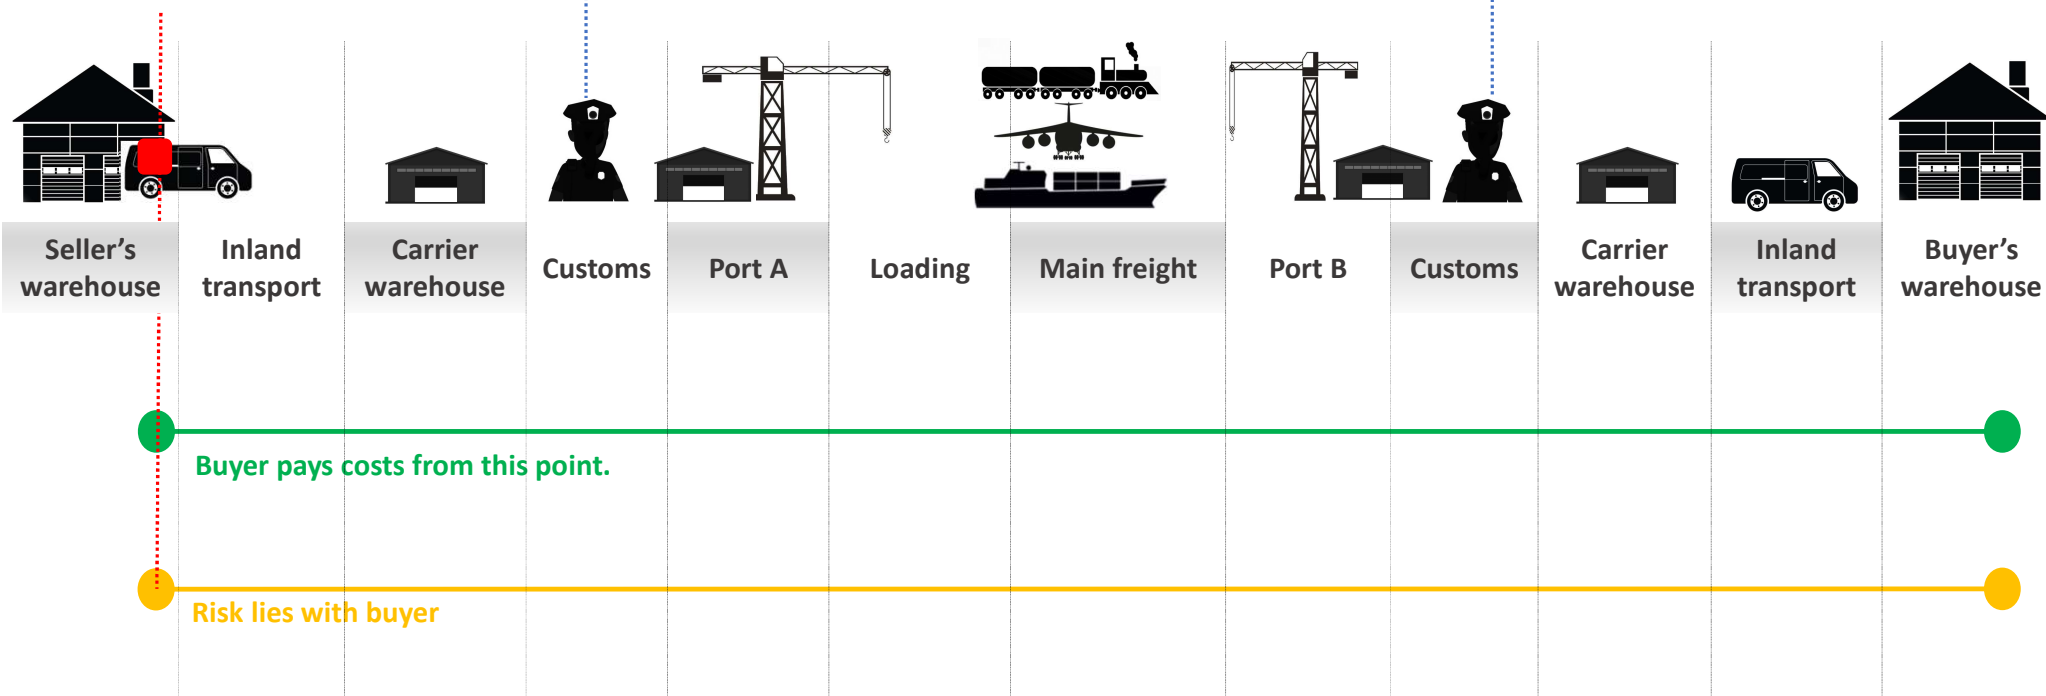 Seller’s
warehouse
Inland
transport
Carrier
warehouse
Customs
Port A
Loading
Main freight
Port B
Customs
Carrier
warehouse
Inland
transport
Buyer’s
warehouse
Buyer pays costs from this point.
Risk lies with buyer